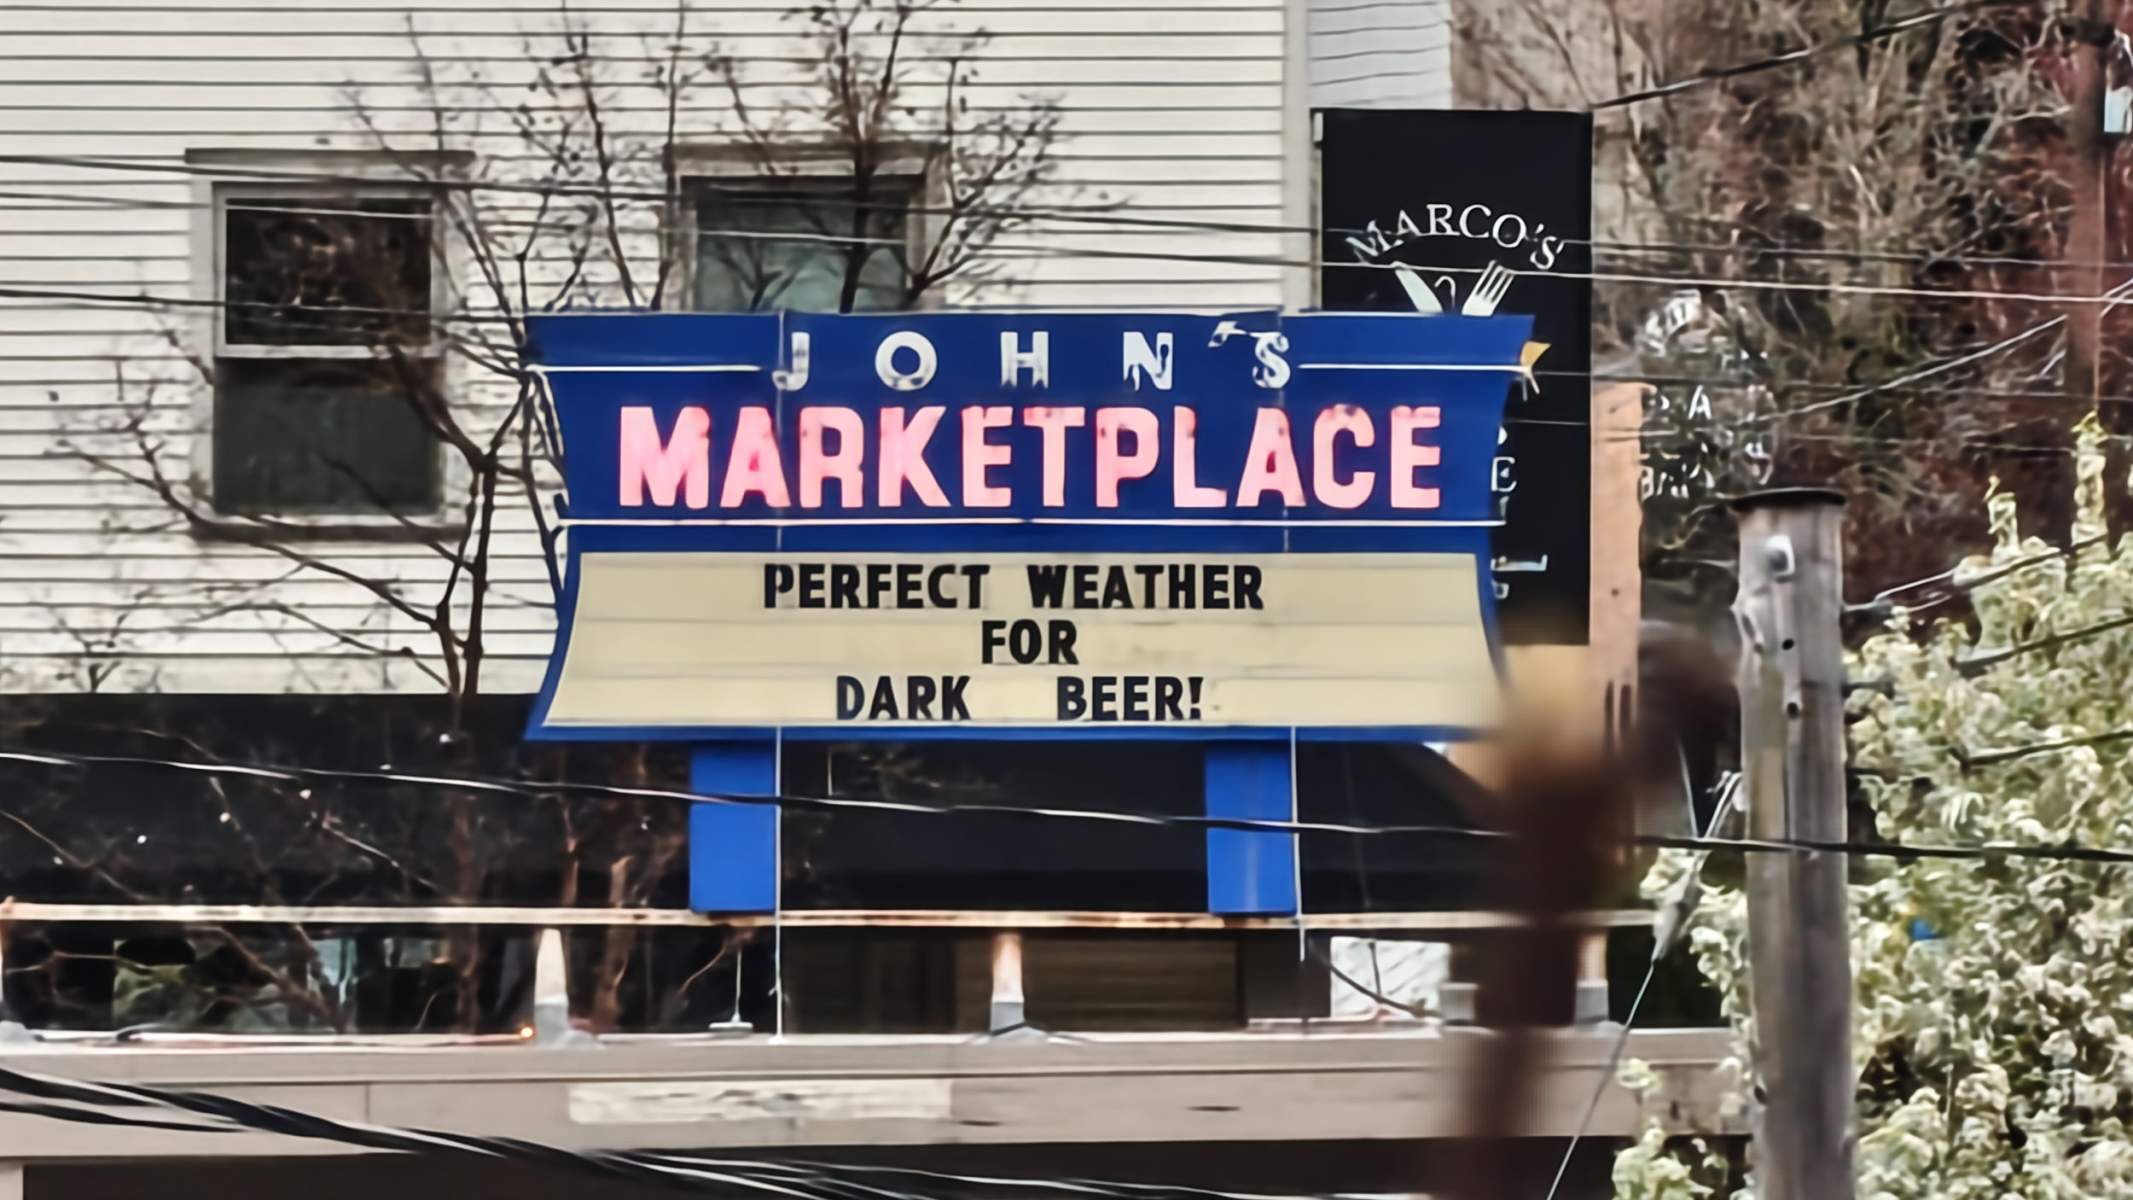 MARCO'S
JOHN'S
MARKETPLACE
PERFECT WEATHER
FOR
DARK BEER!